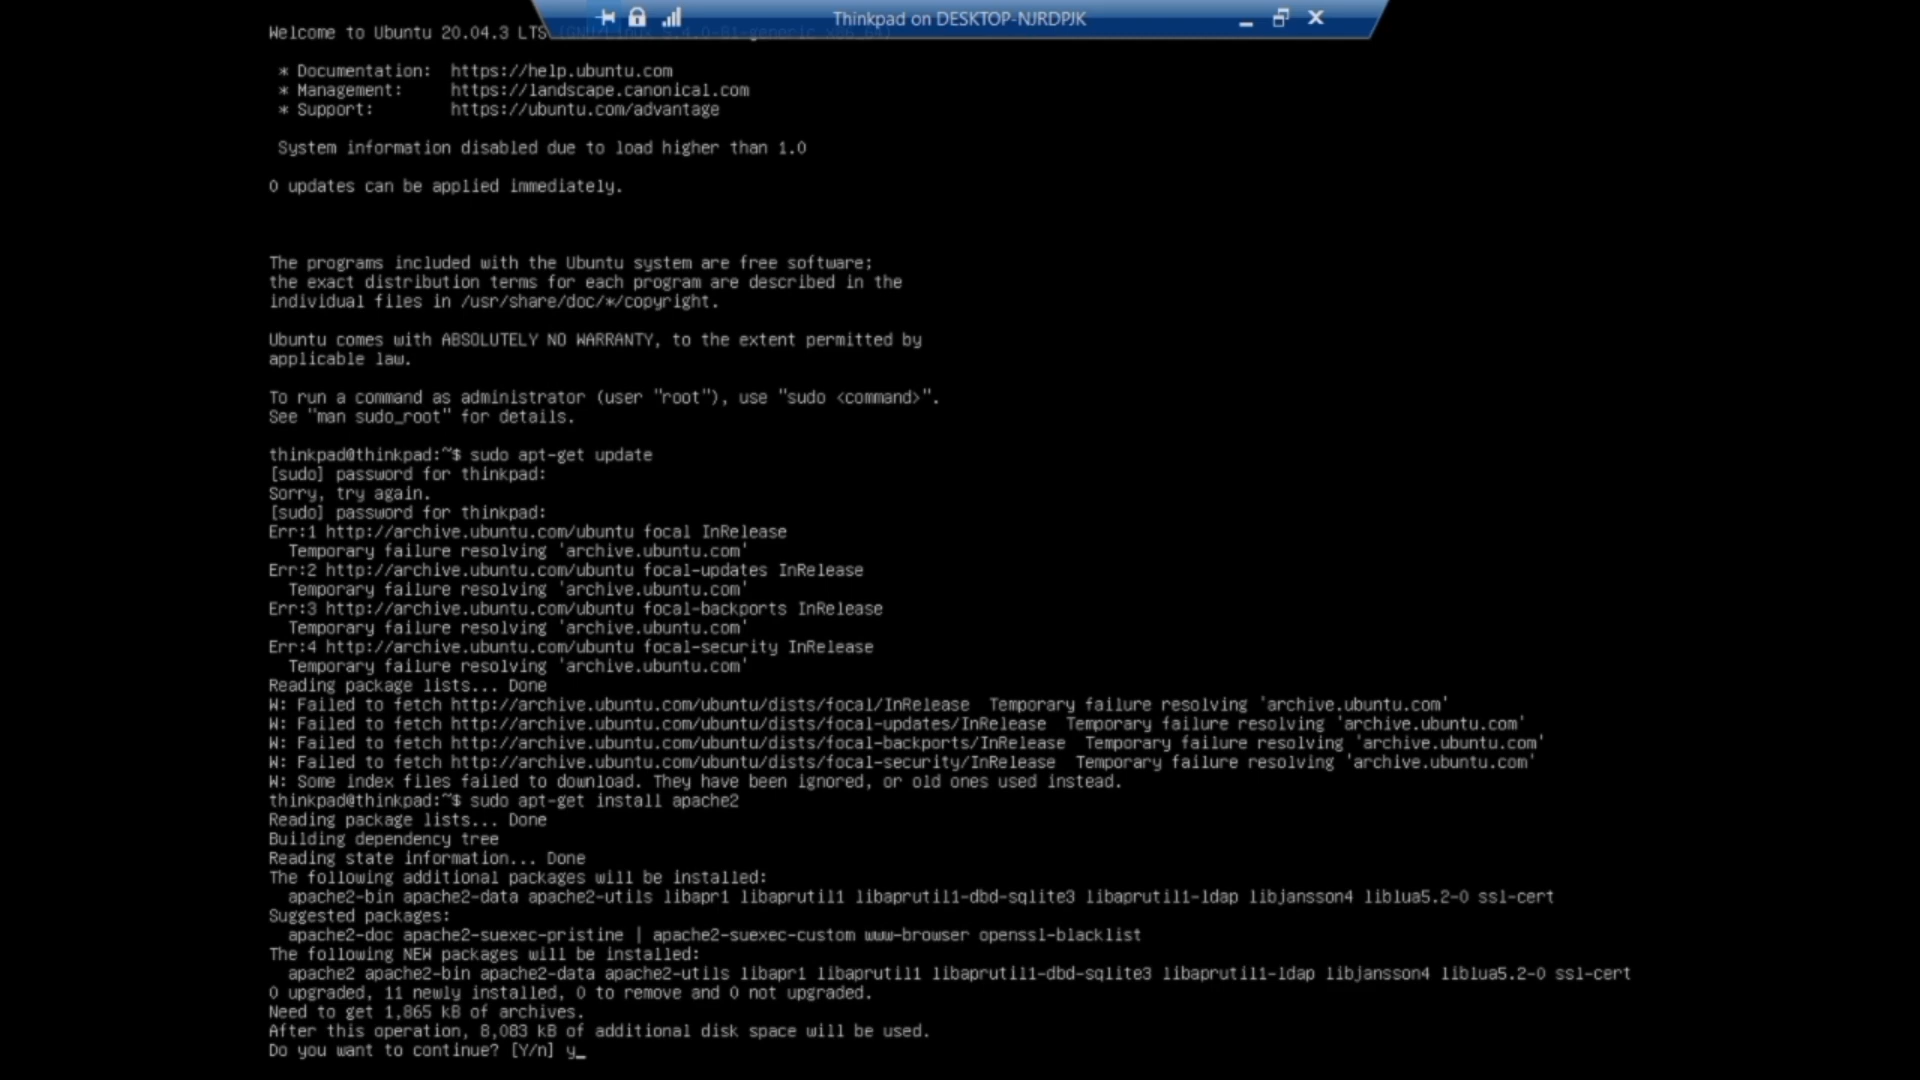 Thinkpad on DESKTOP-NJRDPJK
Welcome to Ubuntu 20.04.3 LTS
* Documentation: https://help.ubuntu.com
* Management: https://landscape.canonical.com
* Support: https://ubuntu.com/advantage
System information disabled due to load higher than 1.0
0 updates can be applied immediately.
The programs included with the Ubuntu system are free software;
the exact distribution terms for each program are described in the
individual files in /usr/share/doc/*/copyright.
Ubuntu comes with ABSOLUTELY NO WARRANTY, to the extent permitted by
applicable law.
To run a command as administrator (user "root"), use "sudo <command>".
See "man sudo_root" for details.
thinkpad@thinkpad:~$ sudo apt-get update
[sudo] password for thinkpad:
Sorry, try again.
[sudo] password for thinkpad:
Err:1 http://archive.ubuntu.com/ubuntu focal InRelease
Temporary failure resolving 'archive.ubuntu.com'
Err:2 http://archive.ubuntu.com/ubuntu focal-updates InRelease
Temporary failure resolving 'archive.ubuntu.com'
Err:3 http://archive.ubuntu.com/ubuntu focal-backports InRelease
Temporary failure resolving 'archive.ubuntu.com'
Err:4 http://archive.ubuntu.com/ubuntu focal-security InRelease
Temporary failure resolving 'archive.ubuntu.com'
Reading package lists... Done
W: Failed to fetch http://archive.ubuntu.com/ubuntu/dists/focal/InRelease Temporary failure resolving 'archive.ubuntu.com'
W: Failed to fetch http://archive.ubuntu.com/ubuntu/dists/focal-updates/InRelease Temporary failure resolving 'archive.ubuntu.com'
W: Failed to fetch http://archive.ubuntu.com/ubuntu/dists/focal-backports/InRelease Temporary failure resolving 'archive.ubuntu.com'
W: Failed to fetch http://archive.ubuntu.com/ubuntu/dists/focal-security/InRelease Temporary failure resolving 'archive.ubuntu.com'
W: Some index files failed to download. They have been ignored, or old ones used instead.
thinkpad@thinkpad:~$ sudo apt-get install apache2
Reading package lists... Done
Building dependency tree
Reading state information... Done
The following additional packages will be installed:
apache2-bin apache2-data apache2-utils libapr1 libaprutil1 libaprutil1-dbd-sqlite3 libaprutil1-ldap libjansson4 liblua5.2-0 ssl-cert
Suggested packages:
apache2-doc apache2-suexec-pristine | apache2-suexec-custom www-browser openssl-blacklist
The following NEW packages will be installed:
apache2 apache2-bin apache2-data apache2-utils libapr1 libaprutil1 libaprutil1-dbd-sqlite3 libaprutil1-ldap libjansson4 liblua5.2-0 ssl-cert
0 upgraded, 11 newly installed, 0 to remove and 0 not upgraded.
Need to get 1,865 kB of archives.
After this operation, 8,083 kB of additional disk space will be used.
Do you want to continue? [Y/n] y_